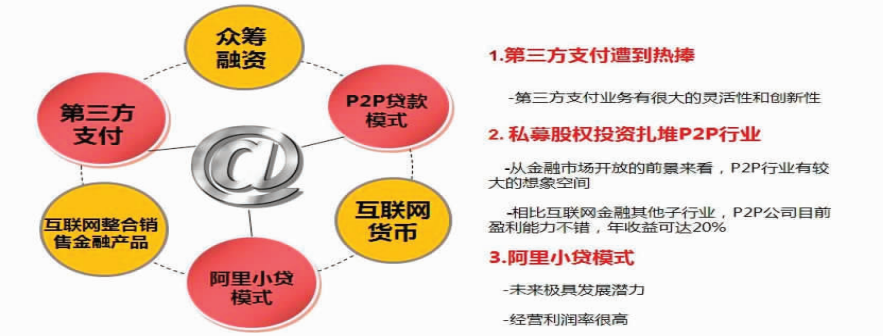 众筹
融资
P2P贷款
模式
第三方
支付
@
互联网
货币
互联网整合销
售金融产品
阿里小贷
模式
1.第三方支付遭到热捧
-第三方支付业务有很大的灵活性和创新性
2. 私募股权投资扎堆P2P行业
-从金融市场开放的前景来看，P2P行业有较
大的想象空间
-相比互联网金融其他子行业，P2P公司目前
盈利能力不错，年收益可达20%
3.阿里小贷模式
-未来极具发展潜力
-经营利润率很高